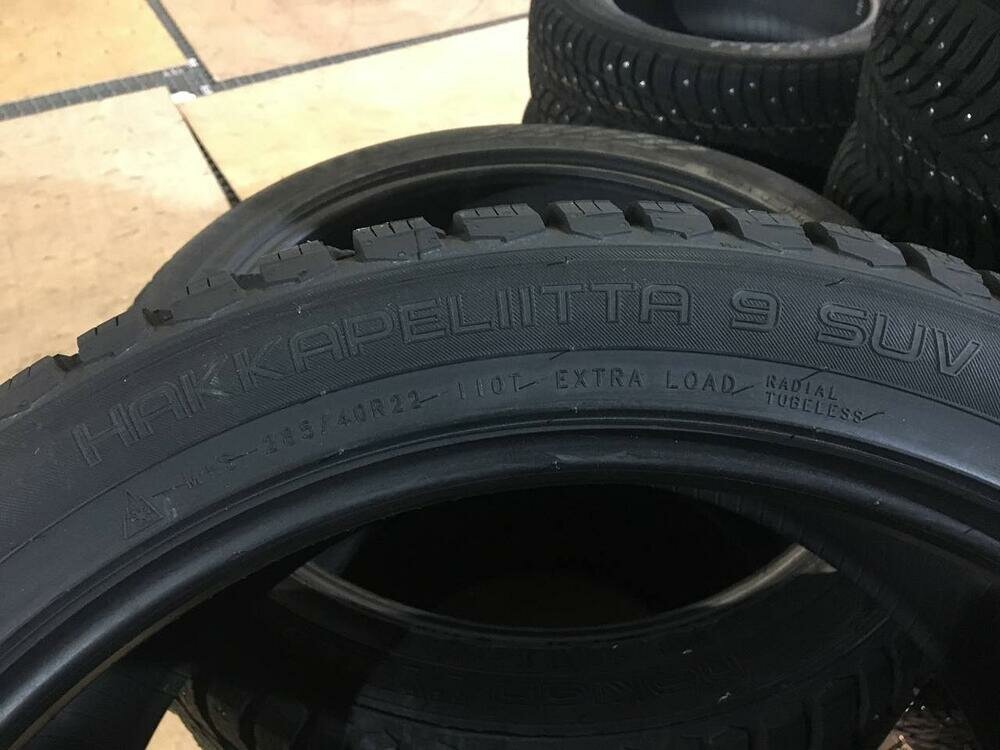 HAKKAPELIITTA 9 SUV
M+S 285/40R22 110T EXTRA LOAD RADIAL
TUBELESS